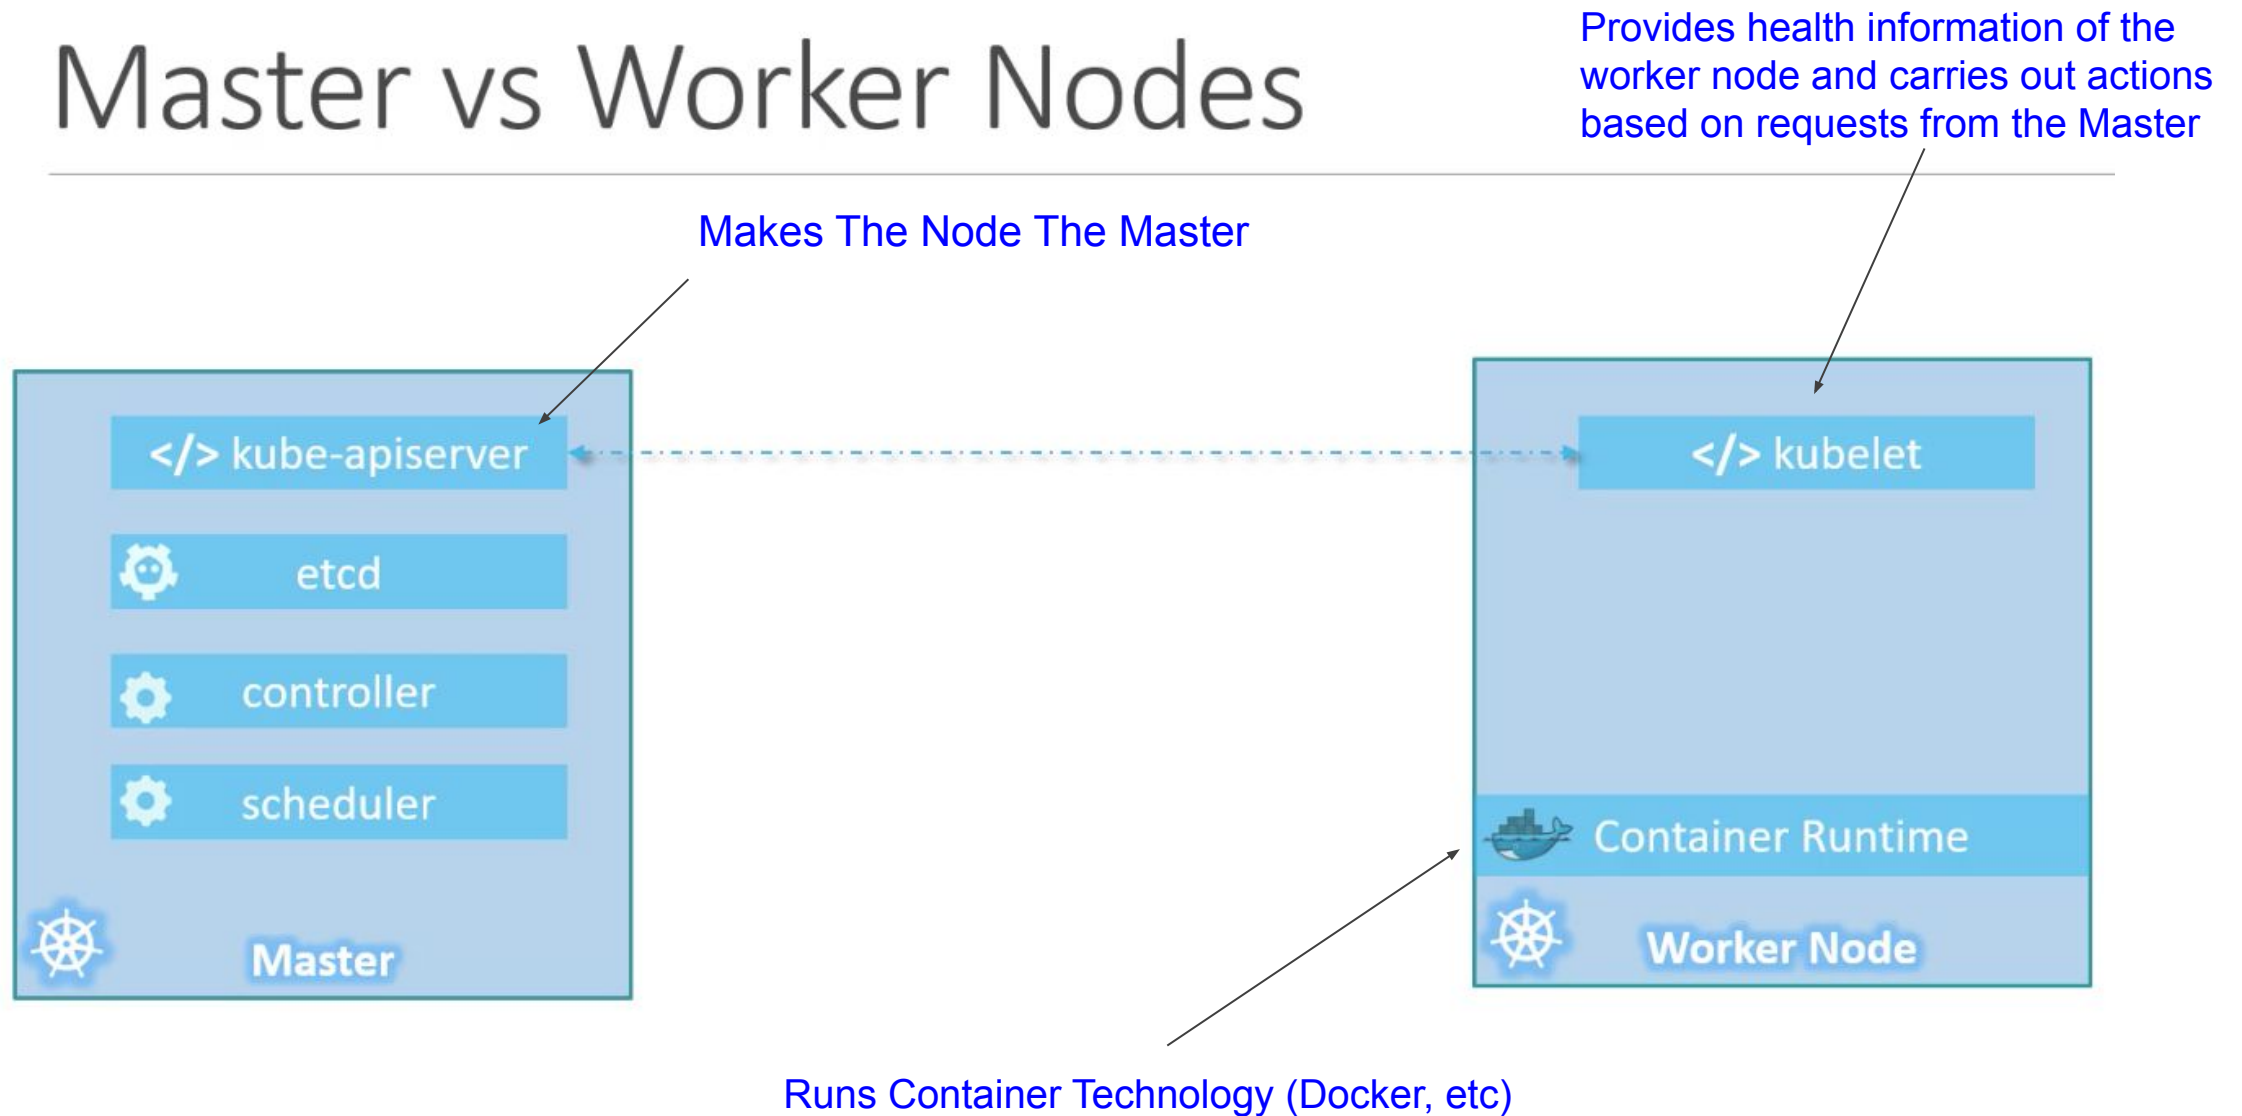 Master vs Worker Nodes
Provides health information of the
worker node and carries out actions
based on requests from the Master
Makes The Node The Master
</> kube-apiserver
etcd
controller
scheduler
Master
</> kubelet
Container Runtime
Worker Node
Runs Container Technology (Docker, etc)